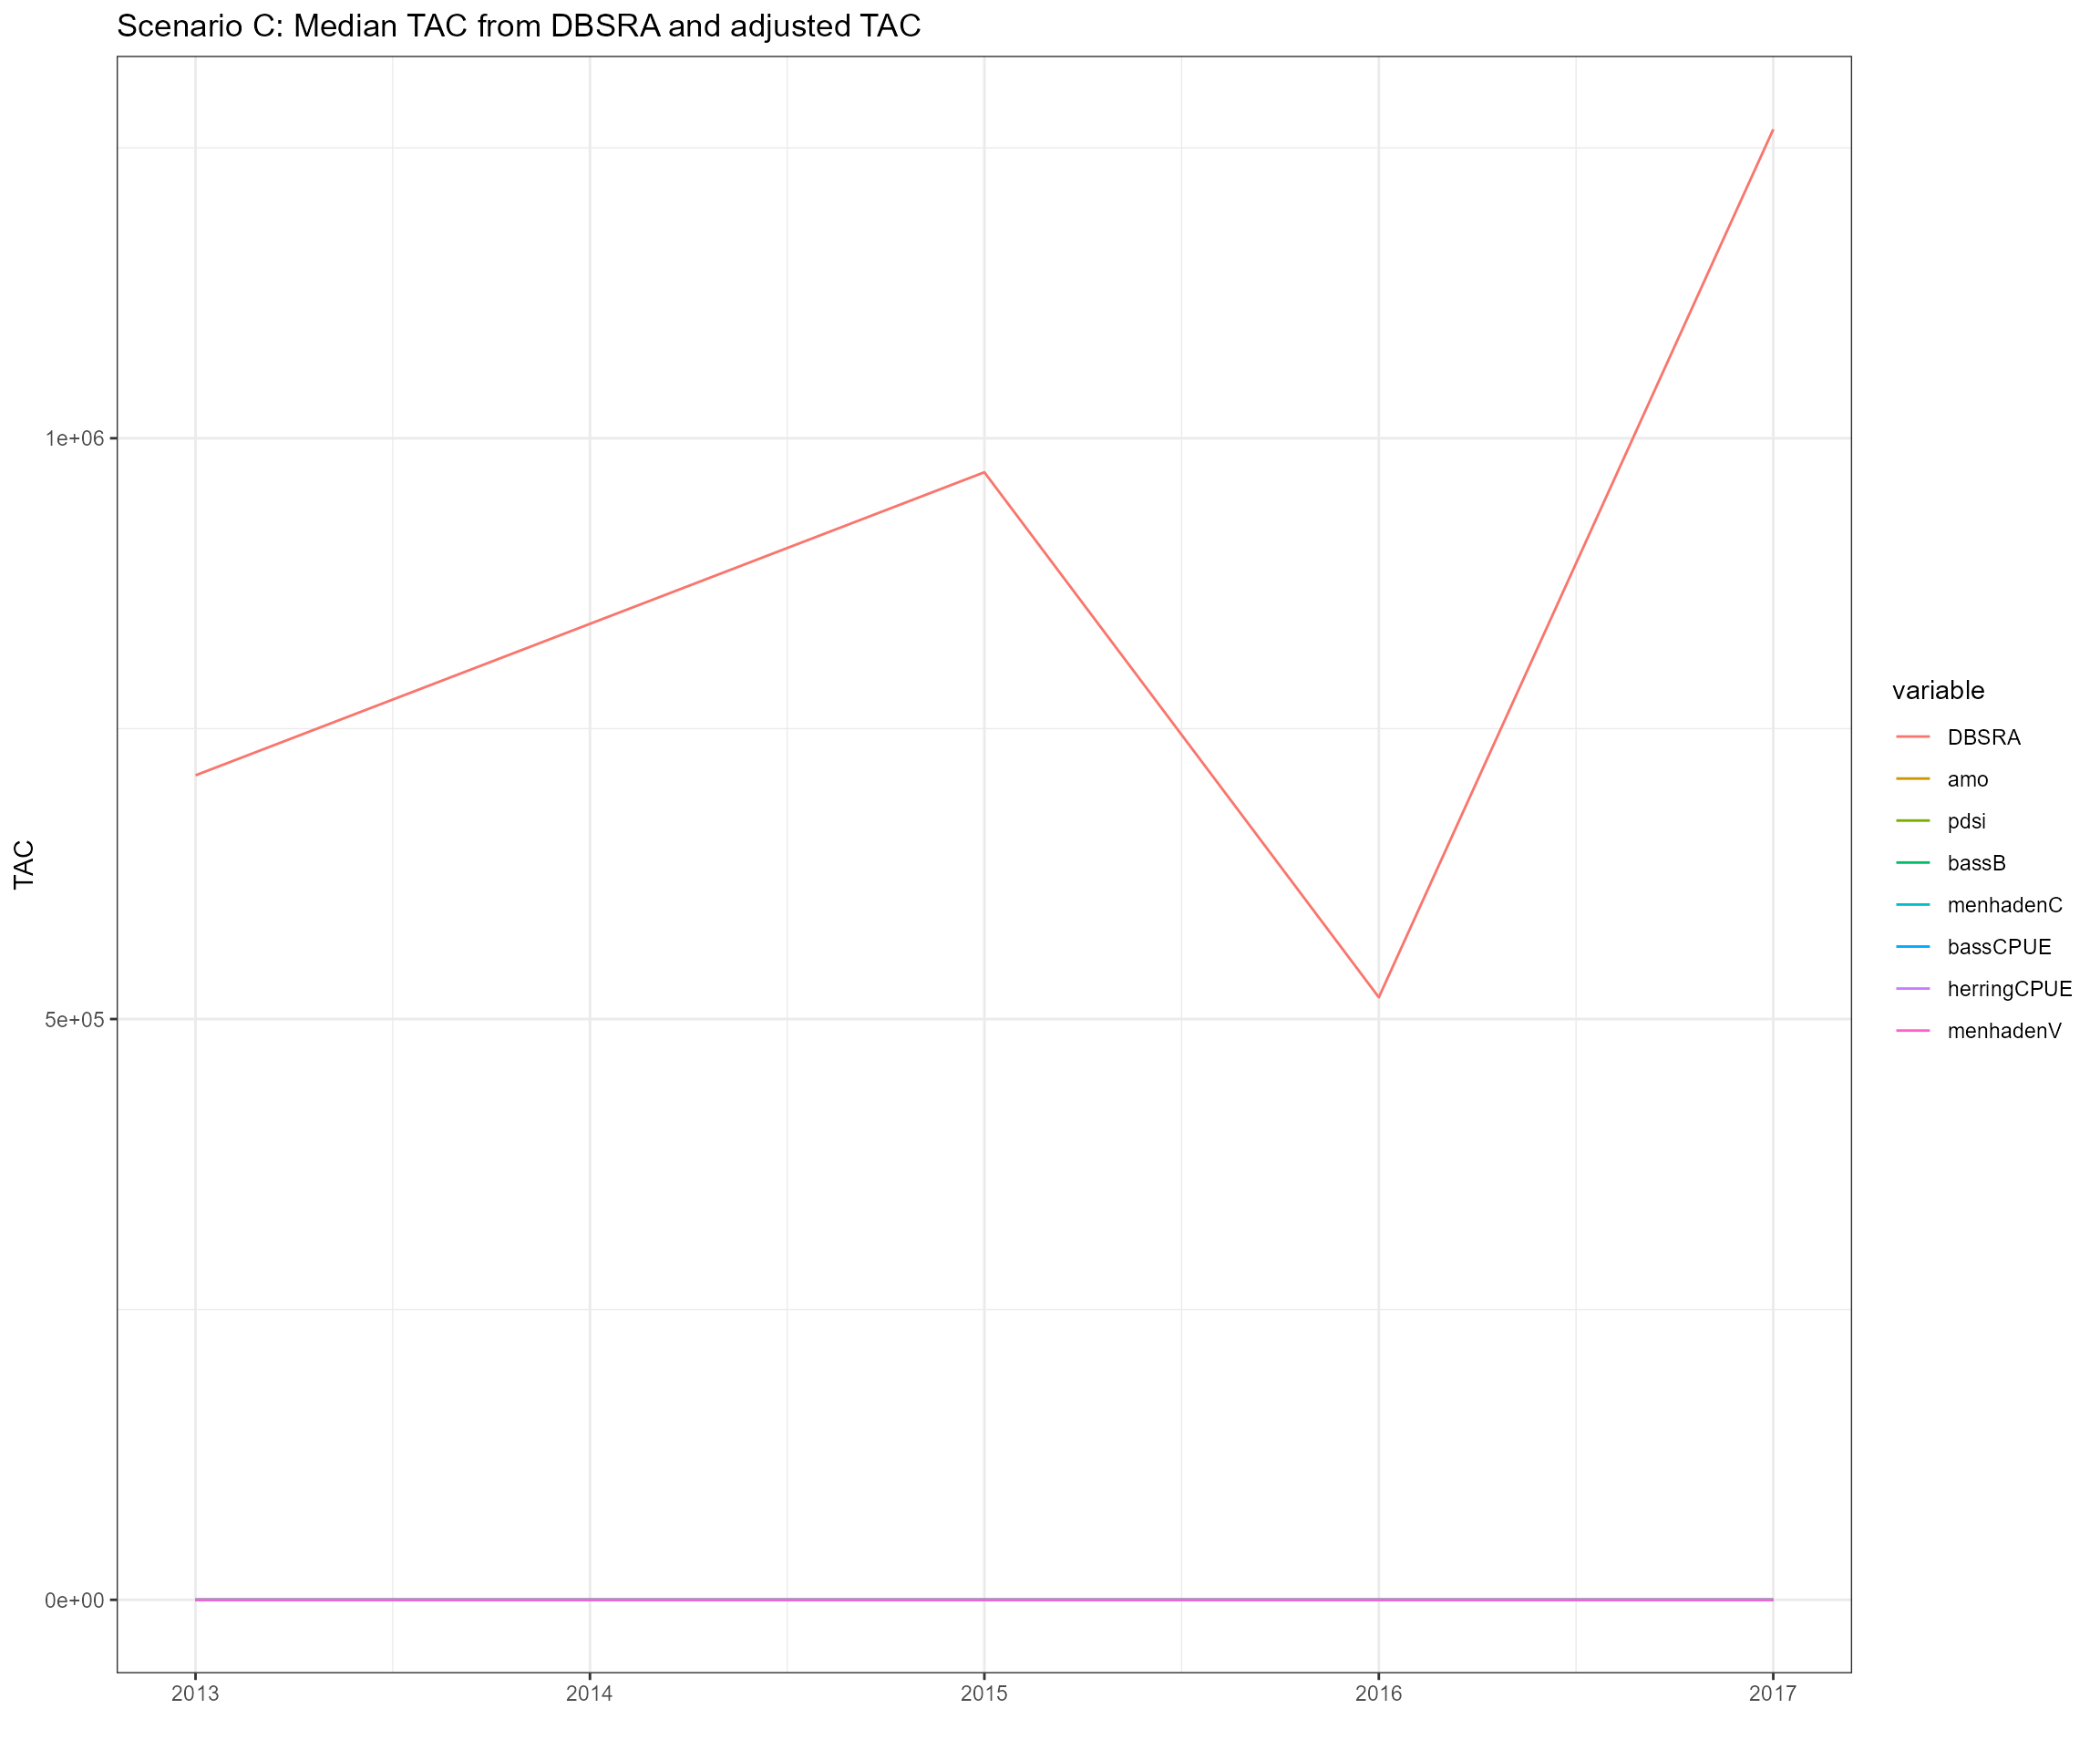 Scenario C: Median TAC from DBSRA and adjusted TAC
TAC
1e+06
5e+05
0e+00
2013
2014
2015
2016
2017
variable
DBSRA
amo
pdsi
bassB
menhadenC
bassCPUE
herringCPUE
menhadenV